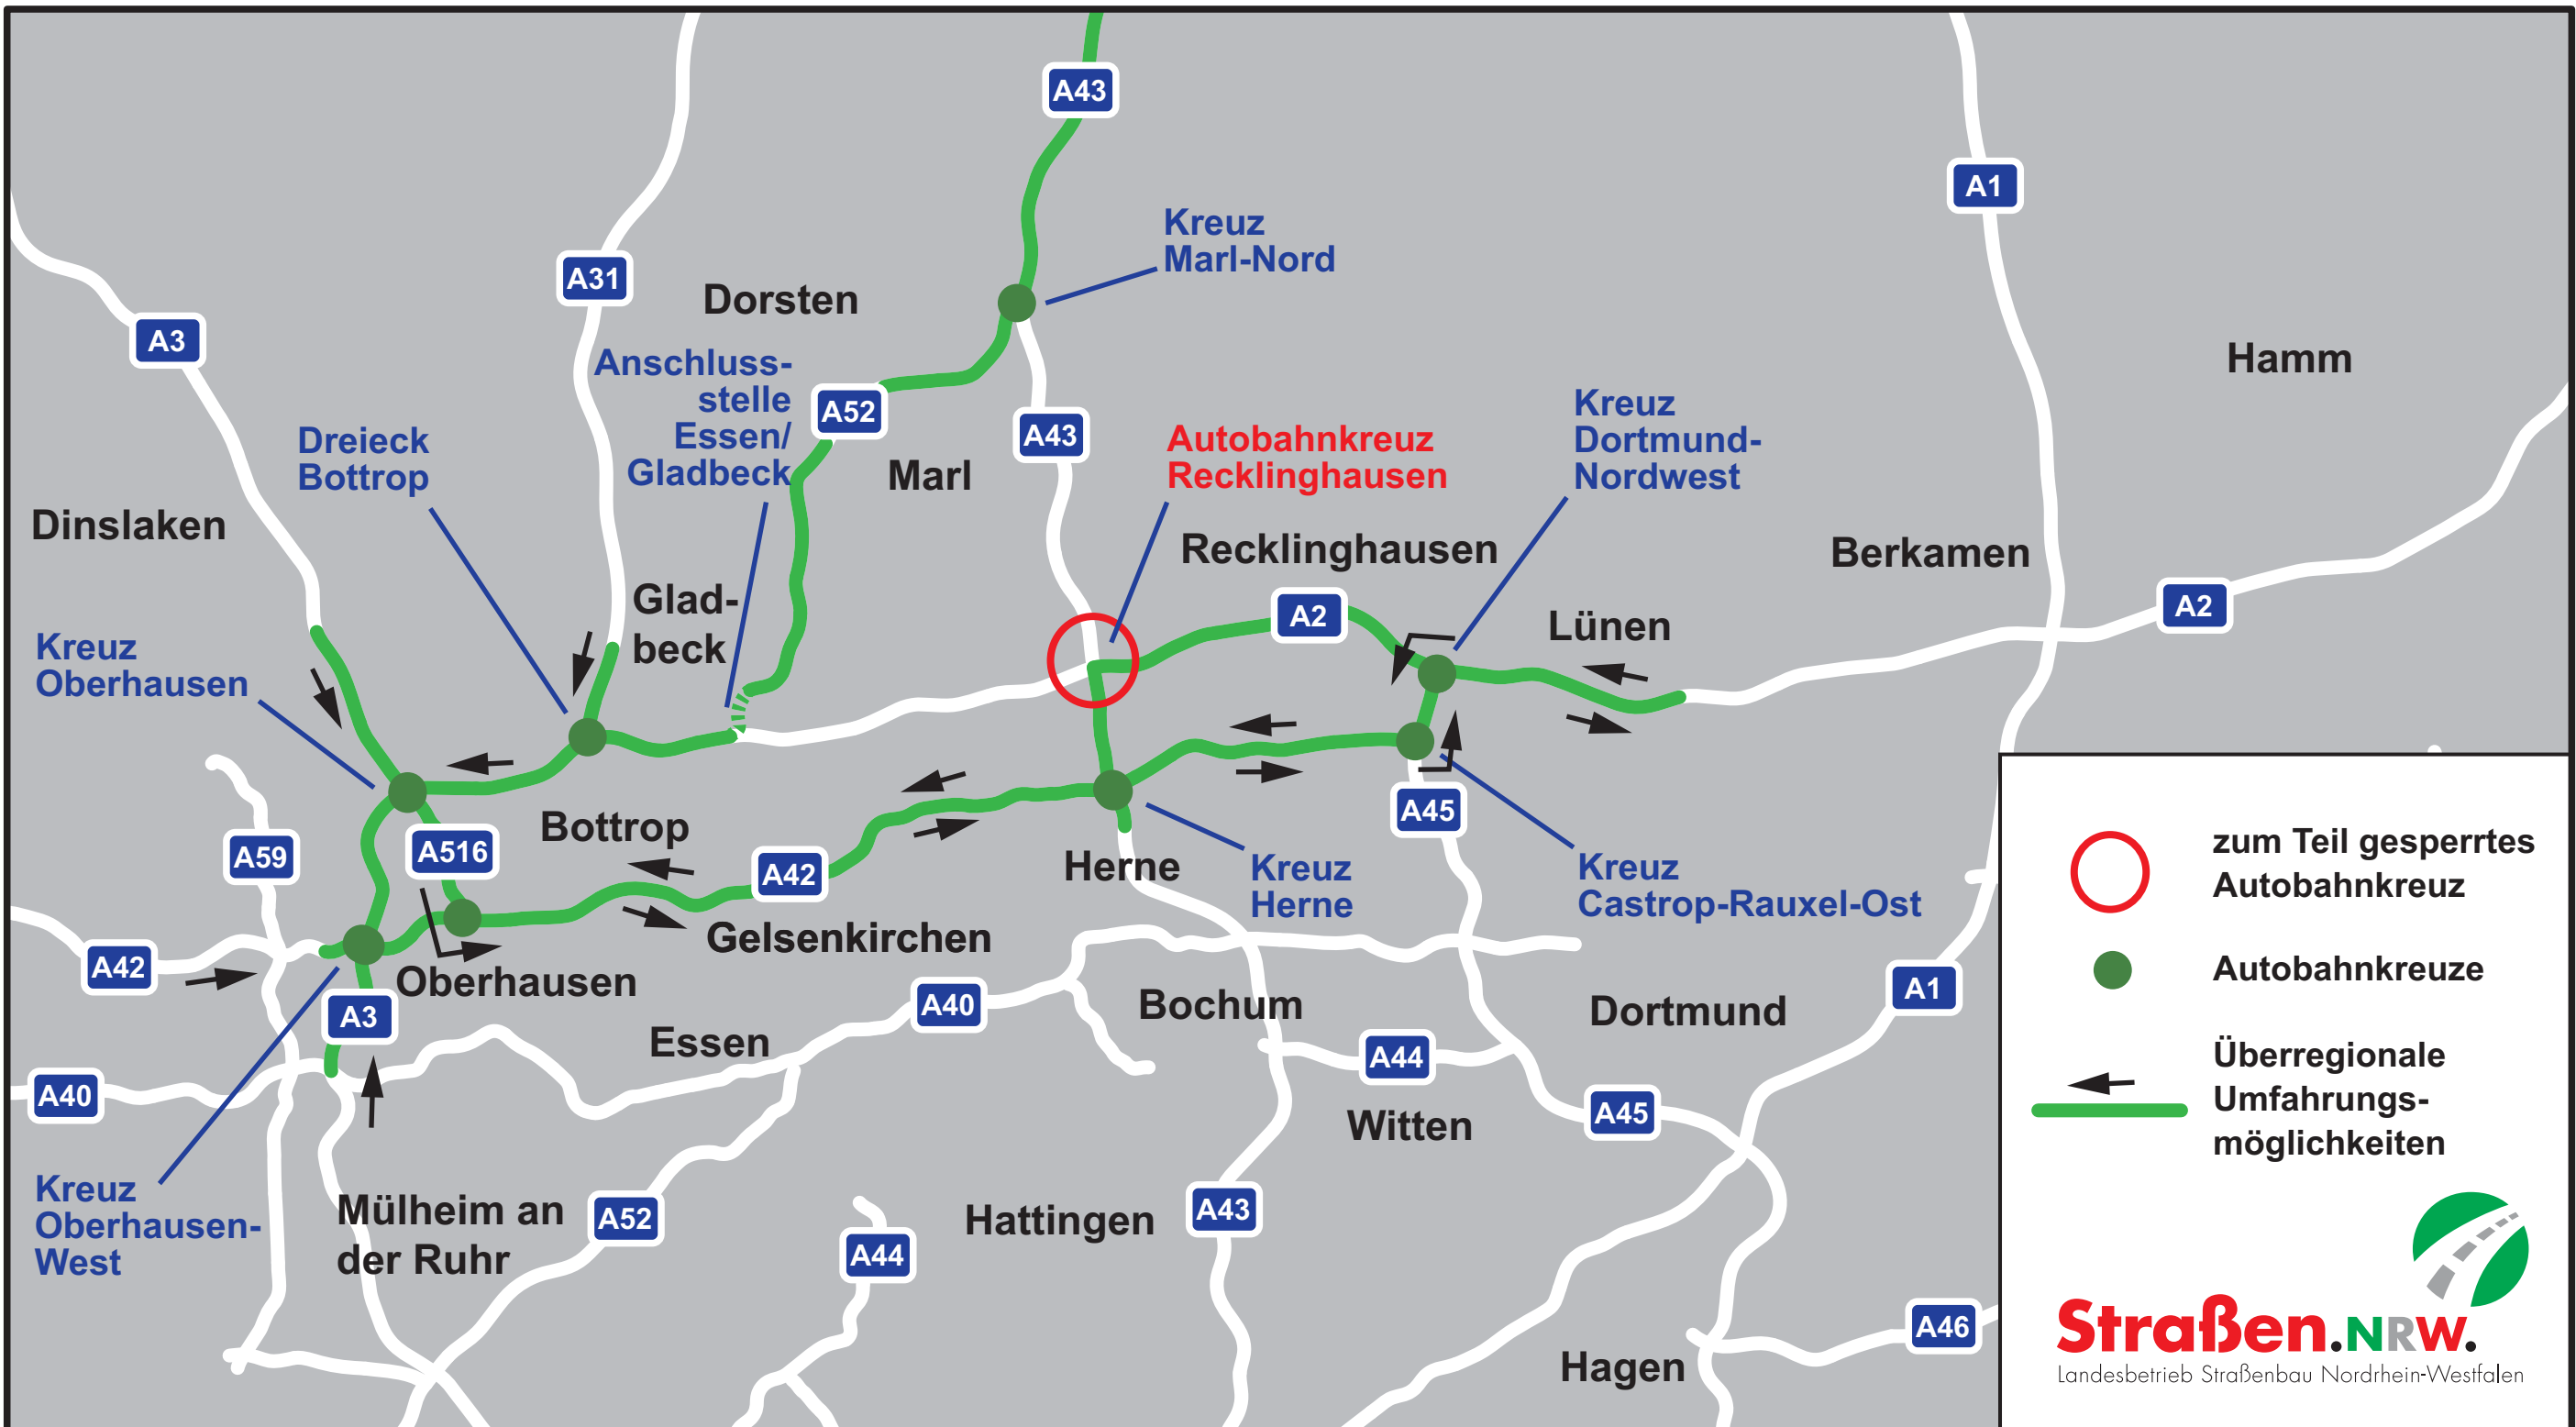 A43
A1
Kreuz
Marl-Nord
A31
Dorsten
A3
Hamm
Anschluss-
stelle
Essen/
Gladbeck
A52
A43
Kreuz
Dortmund-
Nordwest
Dreieck
Bottrop
Autobahnkreuz
Recklinghausen
Marl
Dinslaken
Recklinghausen
Berkamen
Glad-
beck
A2
Lünen
A2
Kreuz
Oberhausen
Bottrop
A59
A516
A42
Herne
Kreuz
Herne
A45
Kreuz
Castrop-Rauxel-Ost
Gelsenkirchen
A42
Oberhausen
A3
A40
Bochum
Dortmund
A1
Essen
A44
A40
Witten
A45
Kreuz
Oberhausen-
West
Mülheim an
der Ruhr
A52
A44
Hattingen
A43
Hagen
A46
zum Teil gesperrtes
Autobahnkreuz
Autobahnkreuze
Überregionale
Umfahrungs-
möglichkeiten
Straßen.NRW.
Landesbetrieb Straßenbau Nordrhein-Westfalen